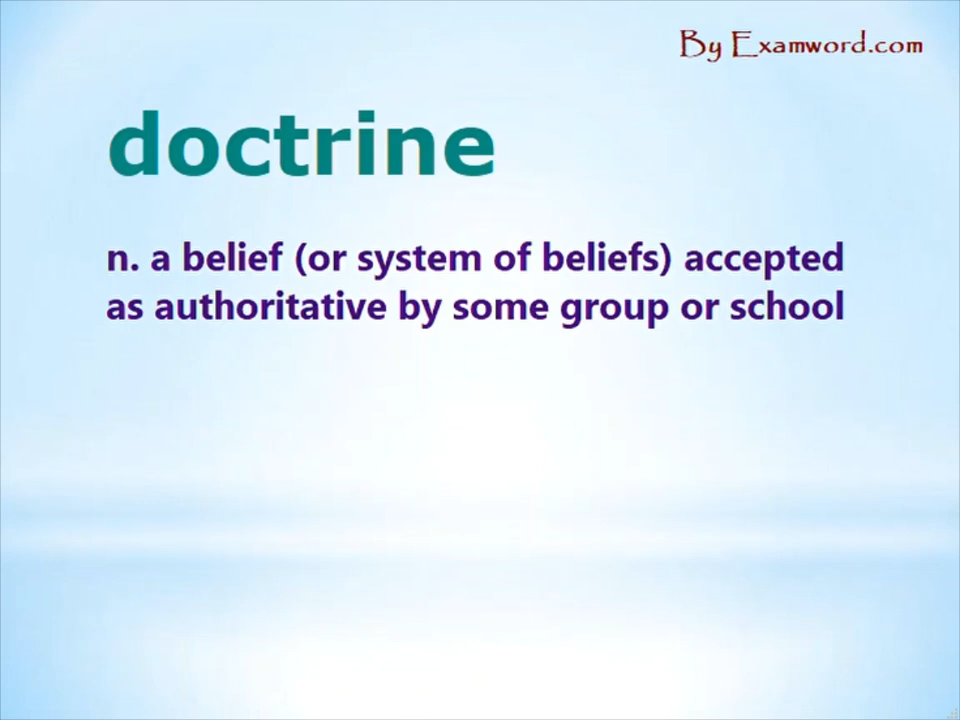 By Examword.com
doctrine
n. a belief (or system of beliefs) accepted
as authoritative by some group or school